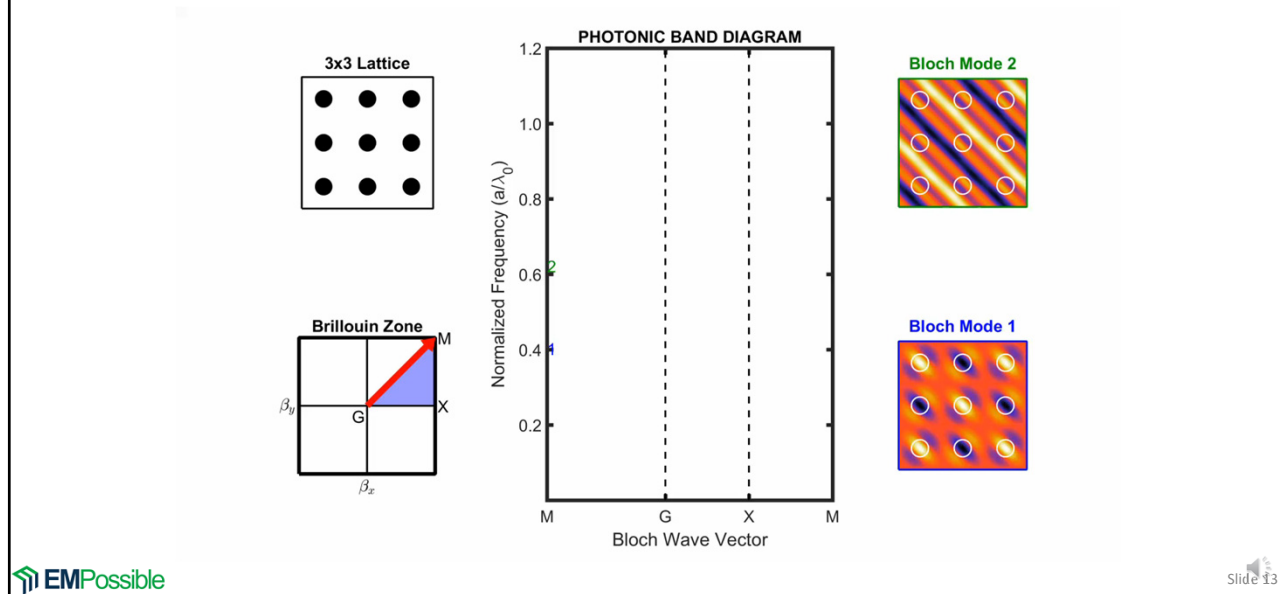 PHOTONIC BAND DIAGRAM
3x3 Lattice
Brillouin Zone
M
X
G
βy
βx
1.2
1.0
0.8
0.6
0.4
0.2
Normalized Frequency (a/λ0)
2
1
M G X M
Bloch Wave Vector
Bloch Mode 2
Bloch Mode 1
EMPossible
Slide 13